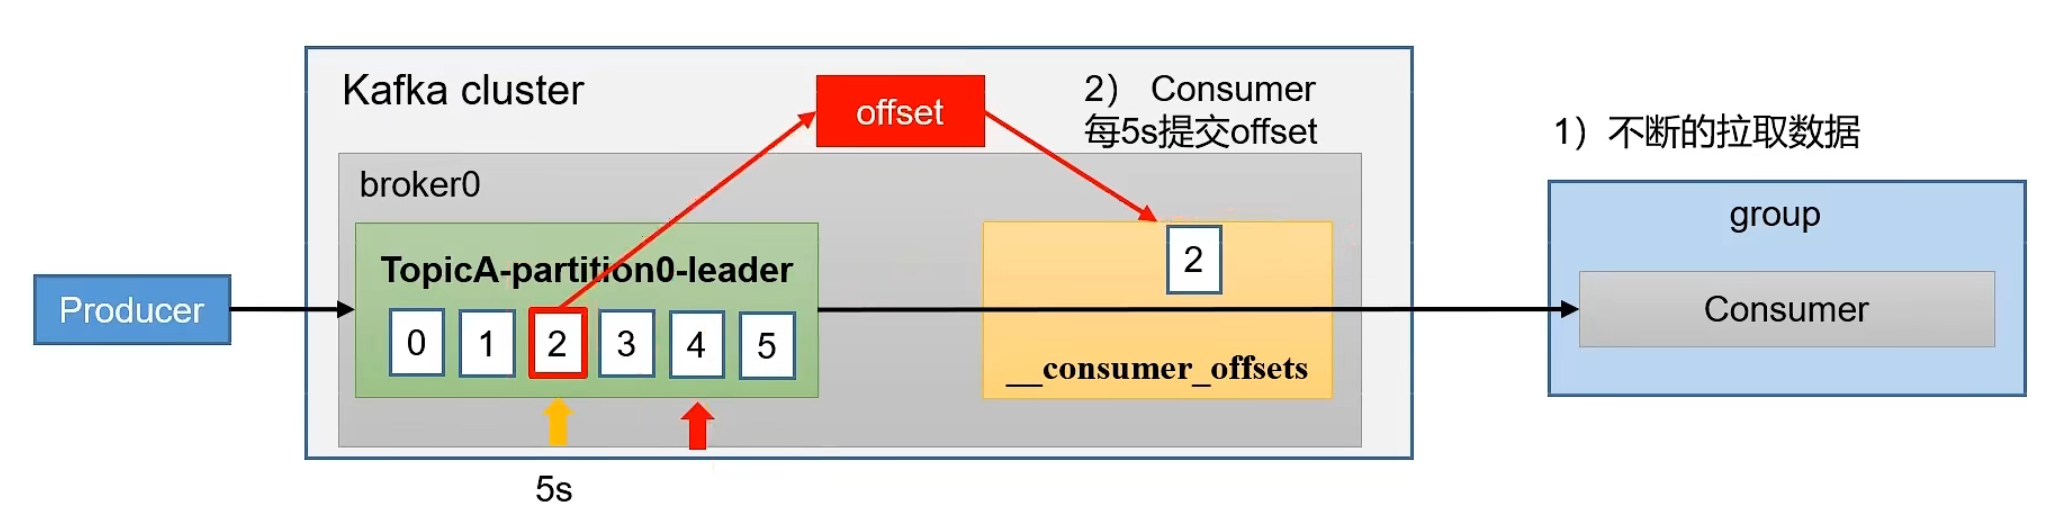 Kafka cluster
offset
2） Consumer
每5s提交offset
1）不断的拉取数据
broker0
group
TopicA-partition0-leader
2
Producer
Consumer
0 1 2 3 4 5
__consumer_offsets
5s